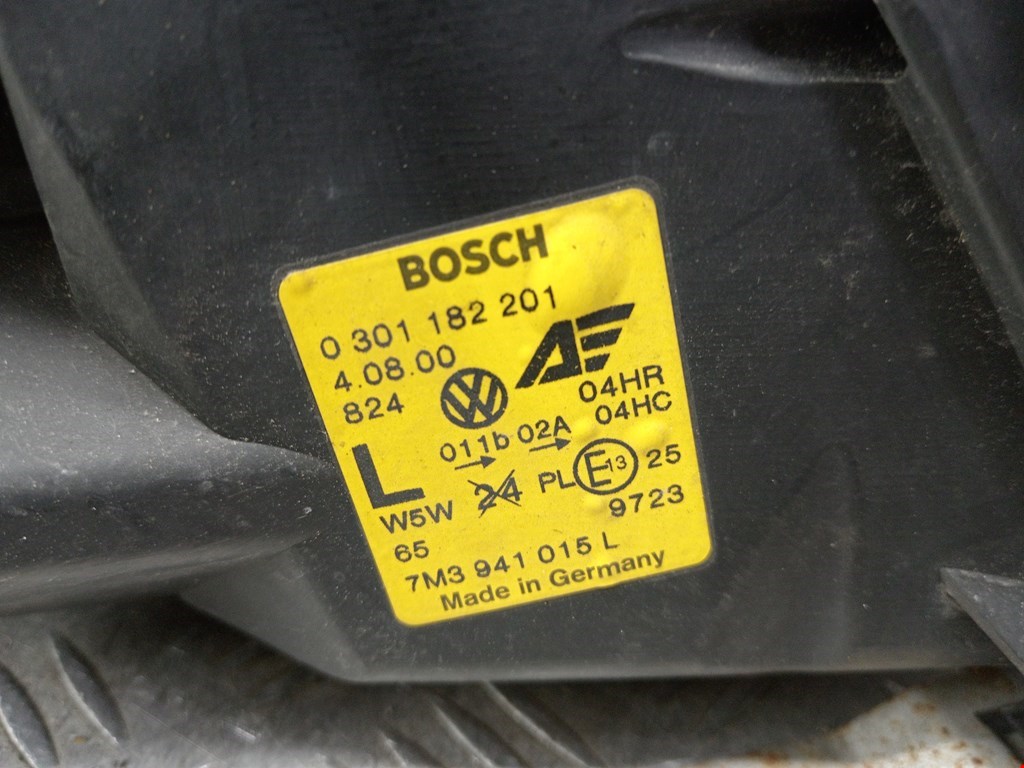 BOSCH
0 301 182 201
4.08.00
824
04HR
04HC
011b 02A
L
W5W 24 PL E13 25
65 9723
7M3 941 015 L
Made in Germany